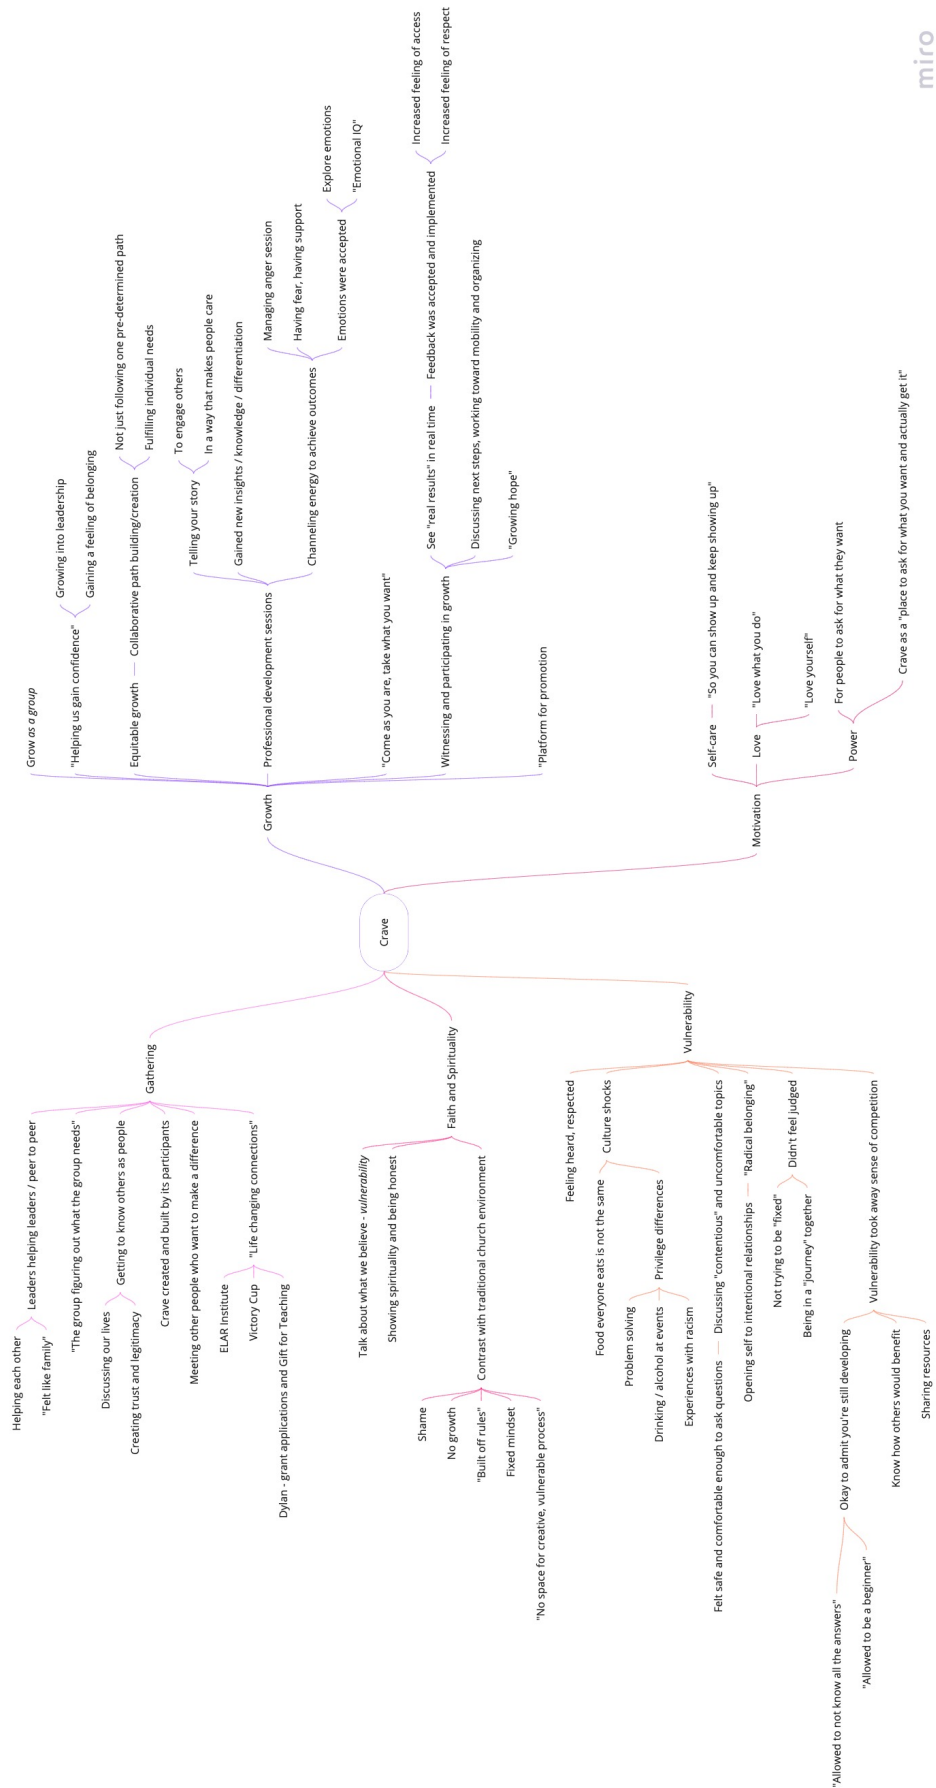 Crave
Growth
Grow as a group
"Helping us gain confidence"
Growing into leadership
Gaining a feeling of belonging
Equitable growth
Collaborative path building/creation
Not just following one pre-determined path
Fulfilling individual needs
Professional development sessions
Telling your story
To engage others
In a way that makes people care
Gained new insights / knowledge / differentiation
Channeling energy to achieve outcomes
Managing anger session
Having fear, having support
Emotions were accepted
Explore emotions
"Emotional IQ"
"Come as you are, take what you want"
Witnessing and participating in growth
See "real results" in real time
Feedback was accepted and implemented
Increased feeling of access
Increased feeling of respect
Discussing next steps, working toward mobility and organizing
"Growing hope"
"Platform for promotion
Motivation
Self-care
"So you can show up and keep showing up"
Love
"Love what you do"
"Love yourself"
Power
For people to ask for what they want
Crave as a "place to ask for what you want and actually get it"
Gathering
Leaders helping leaders / peer to peer
Helping each other
"Felt like family"
"The group figuring out what the group needs"
Getting to know others as people
Discussing our lives
Creating trust and legitimacy
Crave created and built by its participants
Meeting other people who want to make a difference
"Life changing connections"
ELAR Institute
Victory Cup
Dylan - grant applications and Gift for Teaching
Faith and Spirituality
Talk about what we believe - vulnerability
Showing spirituality and being honest
Contrast with traditional church environment
Shame
No growth
"Built off rules"
Fixed mindset
"No space for creative, vulnerable process"
Vulnerability
Feeling heard, respected
Culture shocks
Food everyone eats is not the same
Privilege differences
Problem solving
Drinking / alcohol at events
Experiences with racism
Discussing "contentious" and uncomfortable topics
Felt safe and comfortable enough to ask questions
"Radical belonging"
Opening self to intentional relationships
Didn't feel judged
Not trying to be "fixed"
Being in a "journey" together
Vulnerability took away sense of competition
Okay to admit you're still developing
"Allowed to not know all the answers"
"Allowed to be a beginner"
Know how others would benefit
Sharing resources
miro